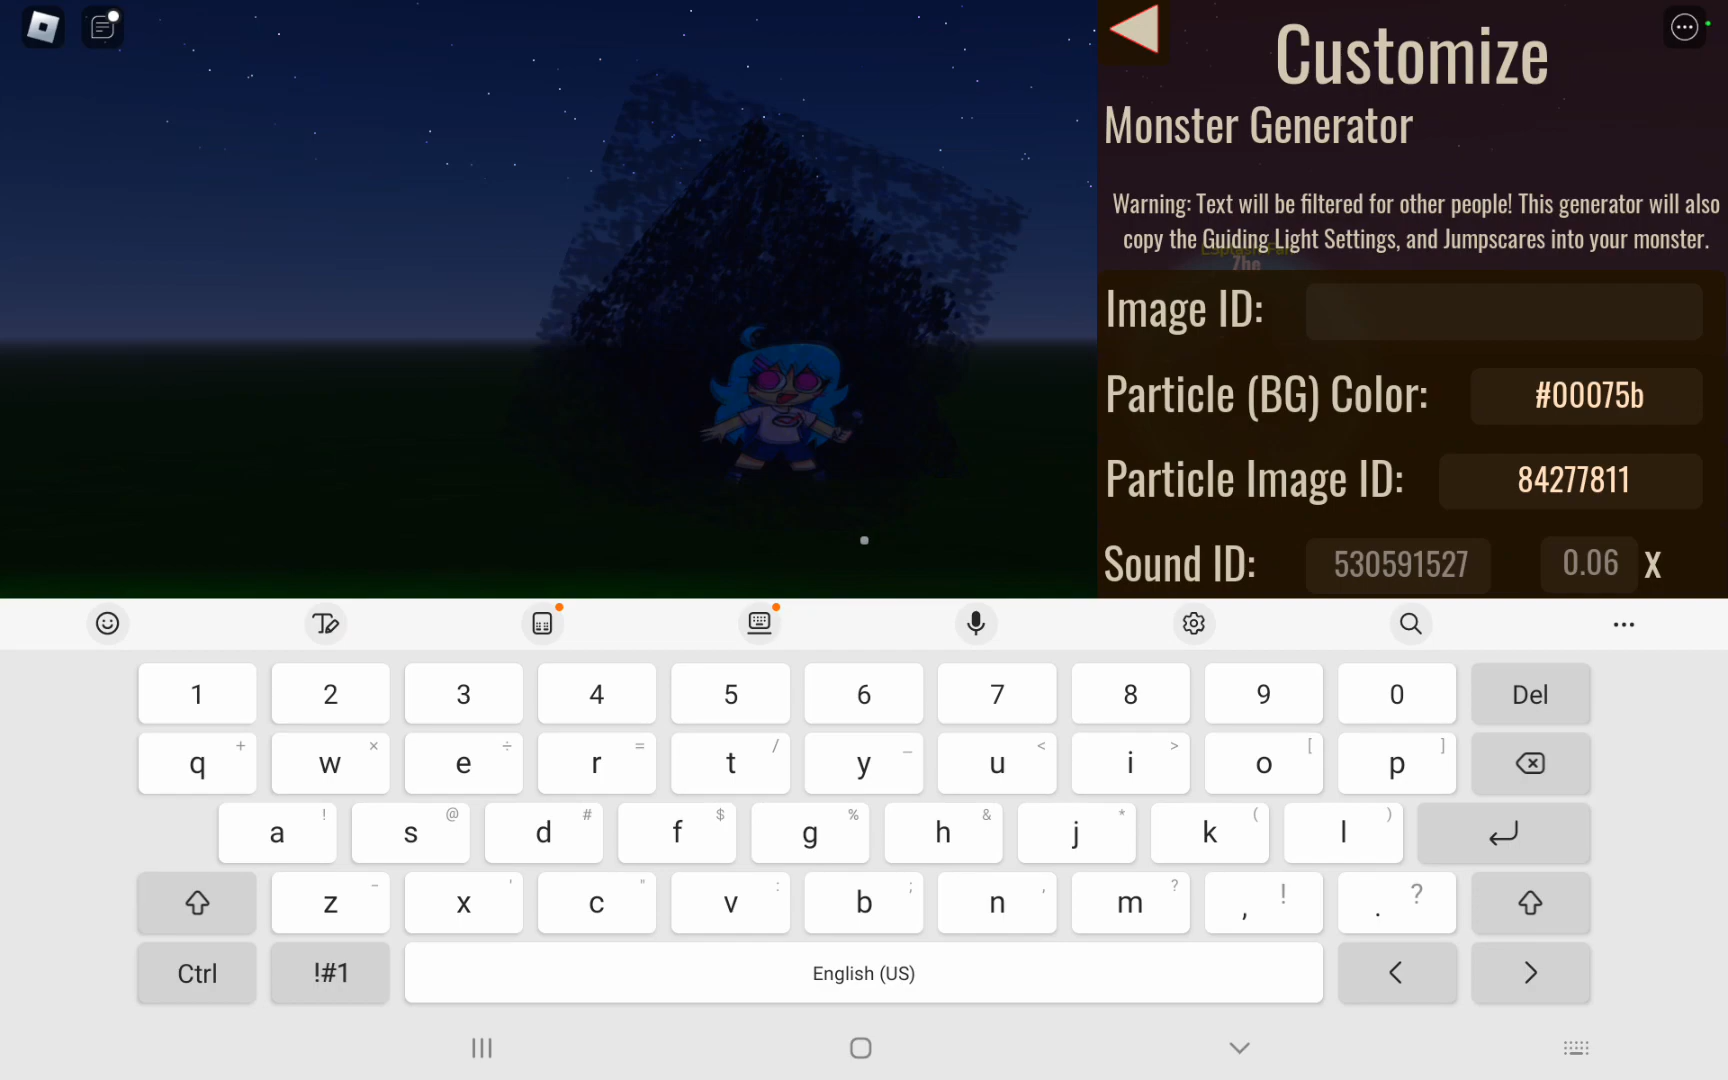 Customize
Monster Generator
Warning: Text will be filtered for other people! This generator will also
copy the Guiding Light Settings, and Jumpscares into your monster.
Zhe
Image ID:
Particle (BG) Color: #00075b
Particle Image ID: 84277811
Sound ID: 530591527 0.06 X
1 2 3 4 5 6 7 8 9 0 Del
+ × ÷ = / _ < > [ ]
q w e r t y u i o p
! @ # $ % & * ( )
a s d f g h j k l
- ' " : ; , ? ! ?
z x c v b n m , .
Ctrl !#1 English (US) < >